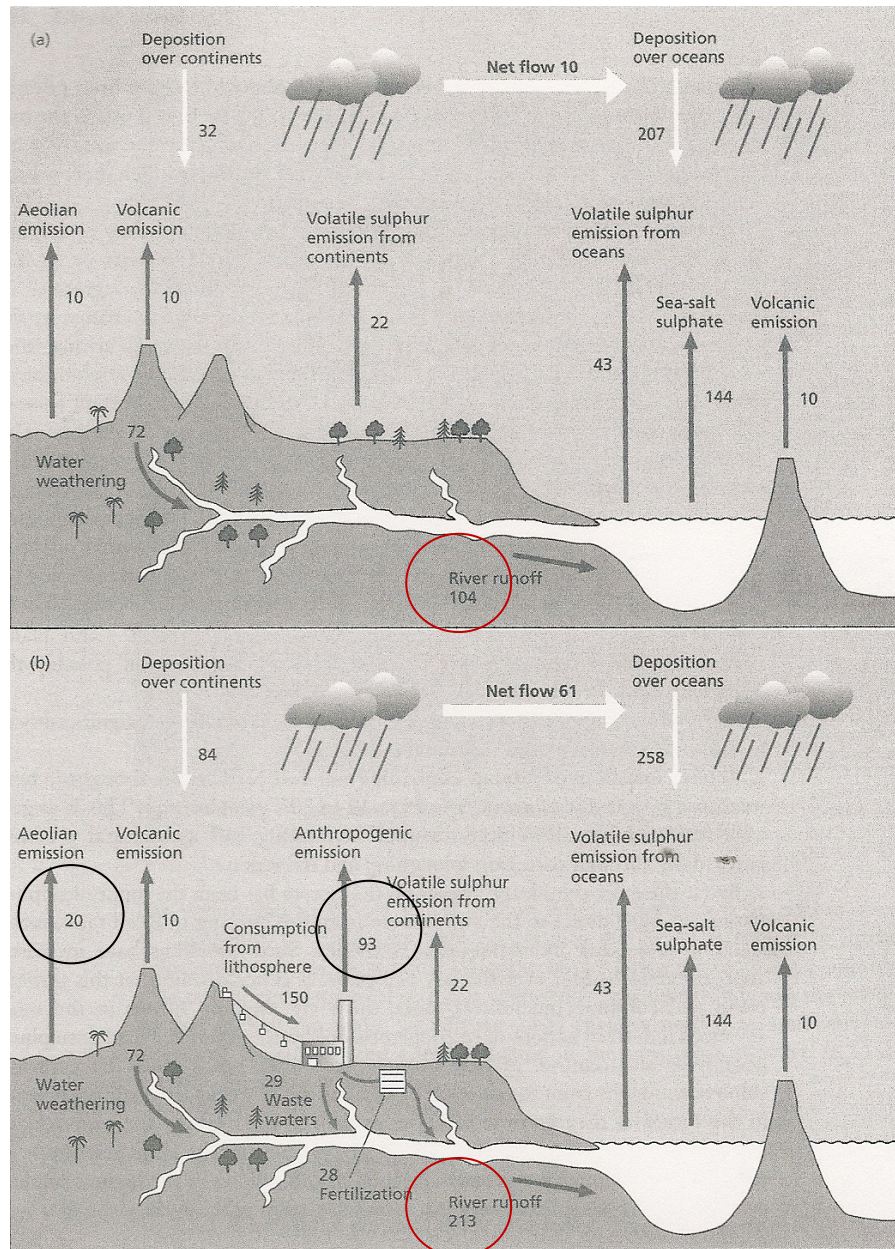 (a)
Deposition
over continents
32
Net flow 10
Deposition
over oceans
207
Aeolian
emission
10
Volcanic
emission
10
Volatile sulphur
emission from
continents
22
Volatile sulphur
emission from
oceans
43
Sea-salt
sulphate
144
Volcanic
emission
10
72
Water
weathering
River runoff
104
(b)
Deposition
over continents
84
Net flow 61
Deposition
over oceans
258
Aeolian
emission
20
Volcanic
emission
10
Anthropogenic
emission
93
Volatile sulphur
emission from
continents
22
Volatile sulphur
emission from
oceans
43
Sea-salt
sulphate
144
Volcanic
emission
10
Consumption
from
lithosphere
150
72
Water
weathering
29
Waste
waters
28
Fertilization
River runoff
213